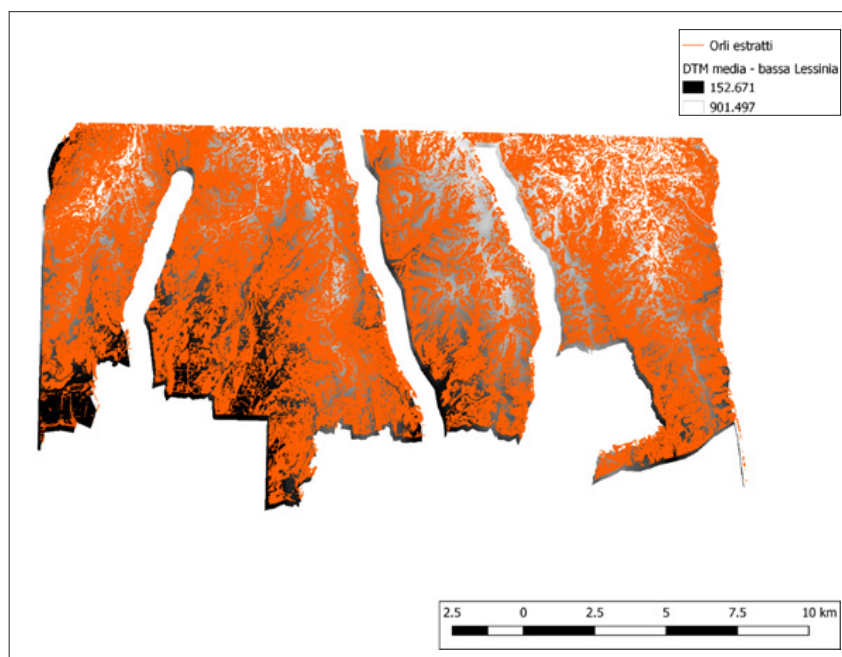 Orli estratti
DTM media - bassa Lessinia
152.671
901.497
2.5 0 2.5 5 7.5 10 km